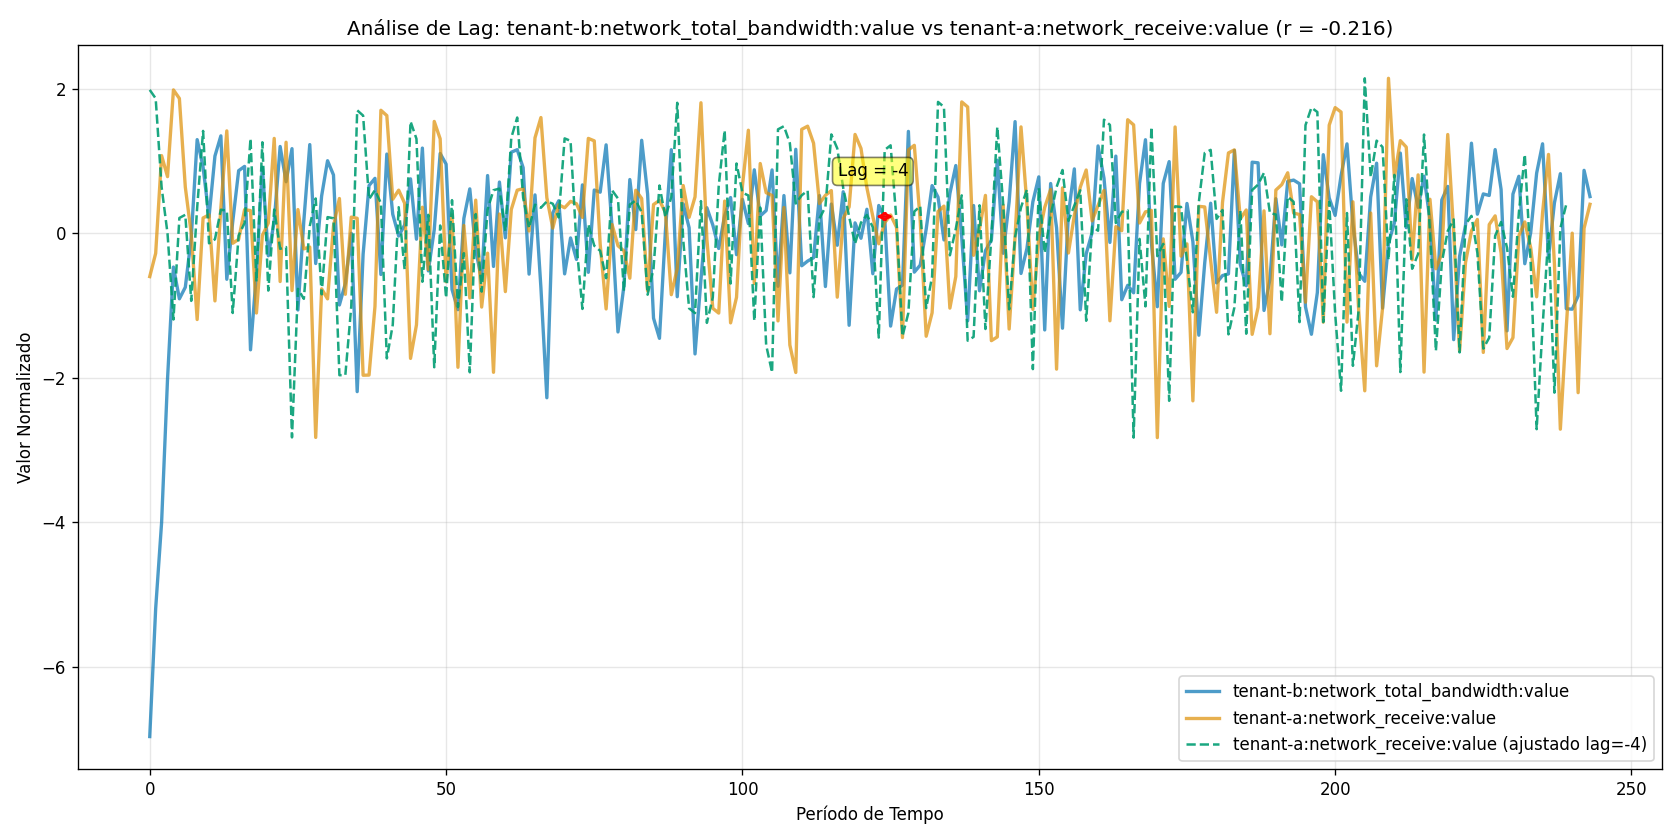 Análise de Lag: tenant-b:network_total_bandwidth:value vs tenant-a:network_receive:value (r = -0.216)
Valor Normalizado
2
0
−2
−4
−6
Lag = -4
tenant-b:network_total_bandwidth:value
tenant-a:network_receive:value
tenant-a:network_receive:value (ajustado lag=-4)
0 50 100 150 200 250
Período de Tempo